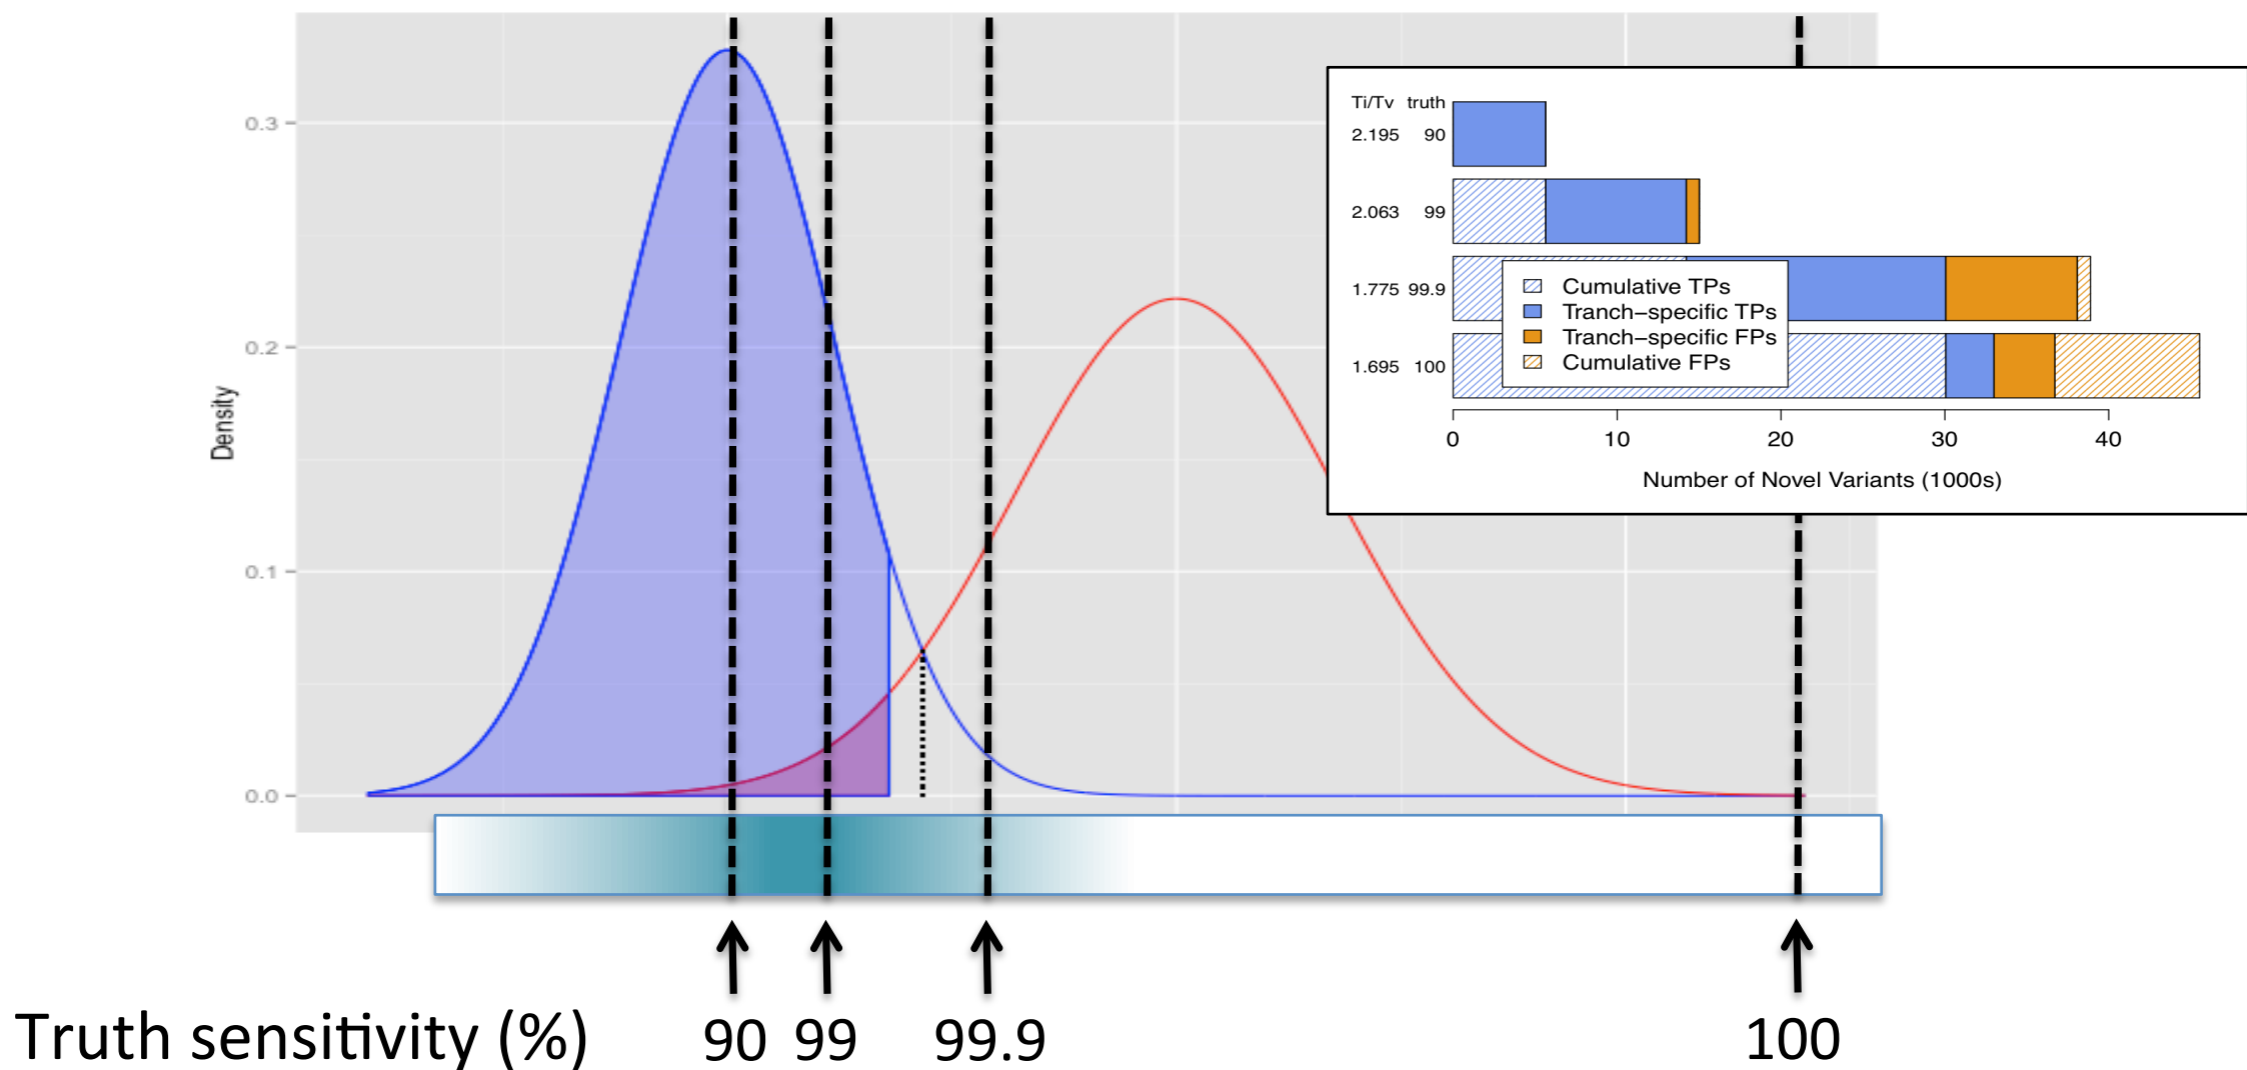 0.3
0.2
0.1
0.0
Density
Ti/Tv truth
2.195 90
2.063 99
1.775 99.9
1.695 100
Cumulative TPs
Tranch−specific TPs
Tranch−specific FPs
Cumulative FPs
0 10 20 30 40
Number of Novel Variants (1000s)
Truth sensitivity (%) 90 99 99.9 100